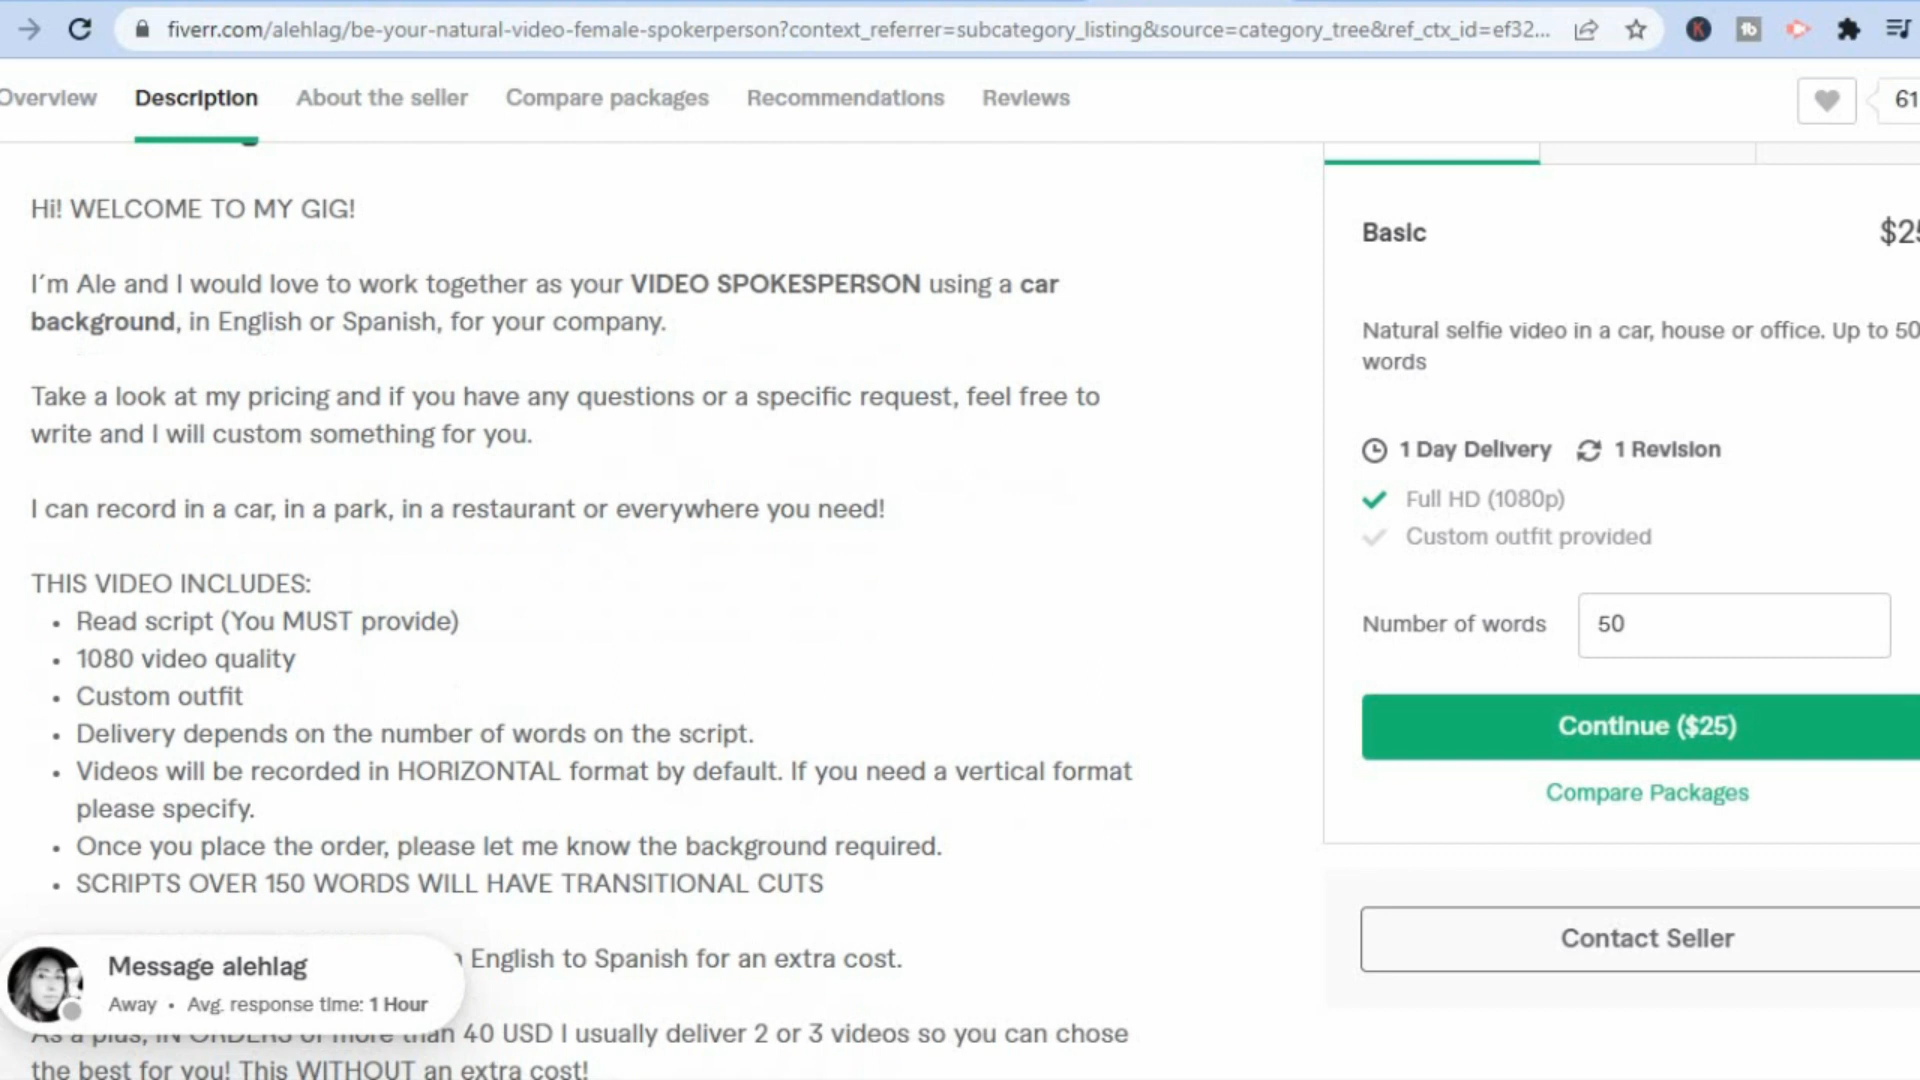 fiverr.com/alehlag/be-your-natural-video-female-spokerperson?context_referrer=subcategory_listing&source=category_tree&ref_ctx_id=ef32...
Overview Description About the seller Compare packages Recommendations Reviews
61
Hi! WELCOME TO MY GIG!
I´m Ale and I would love to work together as your VIDEO SPOKESPERSON using a car
background, in English or Spanish, for your company.
Take a look at my pricing and if you have any questions or a specific request, feel free to
write and I will custom something for you.
I can record in a car, in a park, in a restaurant or everywhere you need!
THIS VIDEO INCLUDES:
• Read script (You MUST provide)
• 1080 video quality
• Custom outfit
• Delivery depends on the number of words on the script.
• Videos will be recorded in HORIZONTAL format by default. If you need a vertical format
please specify.
• Once you place the order, please let me know the background required.
• SCRIPTS OVER 150 WORDS WILL HAVE TRANSITIONAL CUTS
English to Spanish for an extra cost.
As a plus, IN ORDERS of more than 40 USD I usually deliver 2 or 3 videos so you can chose
the best for you! This WITHOUT an extra cost!
Message alehlag
Away • Avg. response time: 1 Hour
Basic $25
Natural selfie video in a car, house or office. Up to 50
words
1 Day Delivery 1 Revision
Full HD (1080p)
Custom outfit provided
Number of words 50
Continue ($25)
Compare Packages
Contact Seller